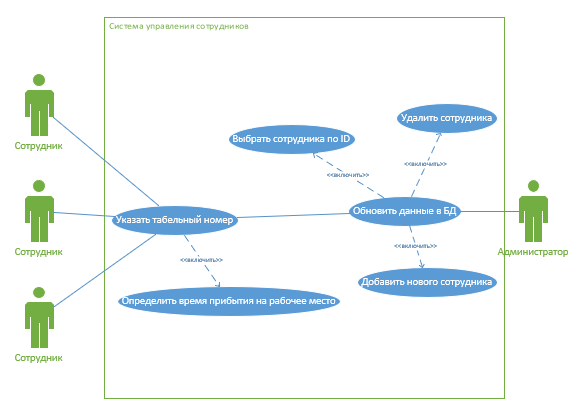 Система управления сотрудников
Удалить сотрудника
Выбрать сотрудника по ID
Сотрудник
<<включить>>
<<включить>>
Указать табельный номер
Обновить данные в БД
Сотрудник
Администратор
<<включить>>
<<включить>>
Добавить нового сотрудника
Определить время прибытия на рабочее место
Сотрудник